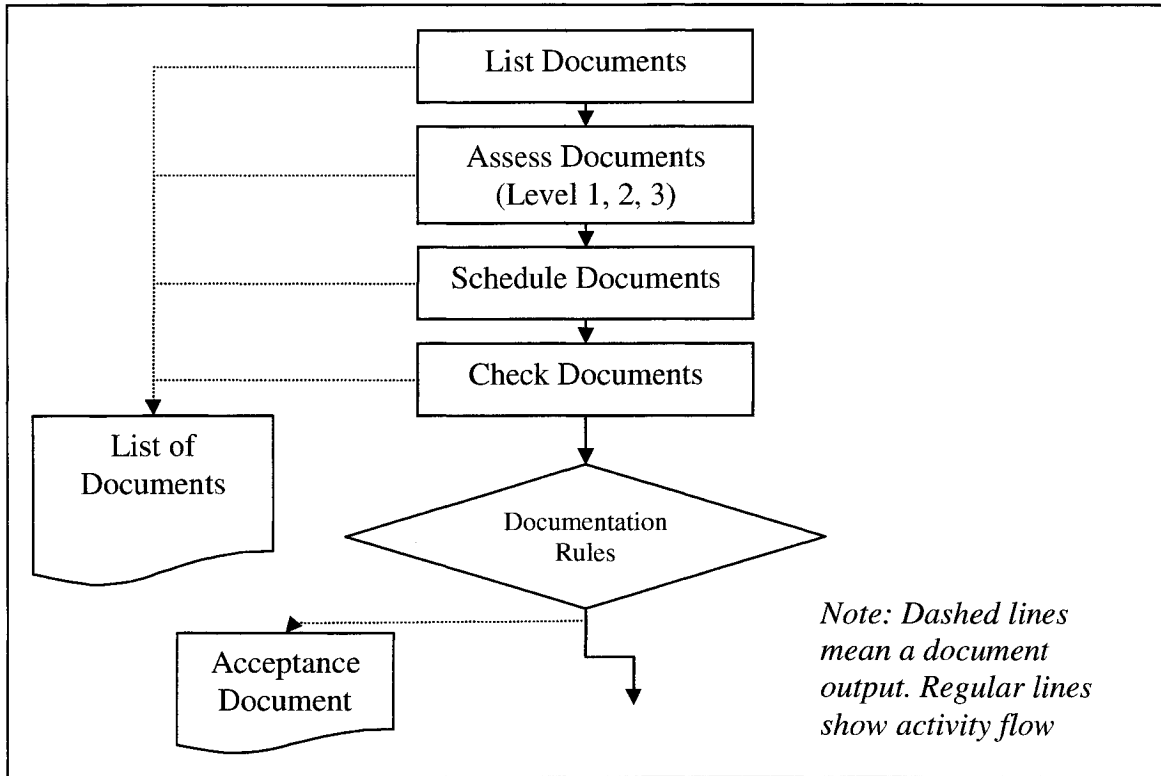 List Documents
Assess Documents
(Level 1, 2, 3)
Schedule Documents
Check Documents
List of
Documents
Documentation
Rules
Acceptance
Document
Note: Dashed lines
mean a document
output. Regular lines
show activity flow